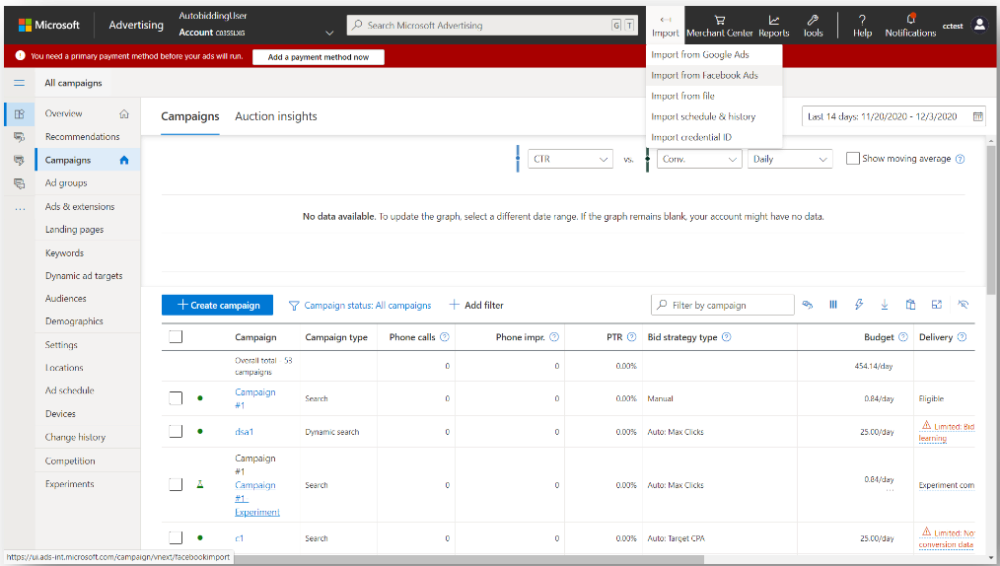 Microsoft
Advertising
AutobiddingUser
Account C035SLXG
Search Microsoft Advertising
G T
Import
Merchant Center
Reports
Tools
Help
Notifications
cctest
You need a primary payment method before your ads will run.
Add a payment method now
Import from Google Ads
Import from Facebook Ads
Import from file
Import schedule & history
Import credential ID
All campaigns
Overview
Recommendations
Campaigns
Ad groups
Ads & extensions
Landing pages
Keywords
Dynamic ad targets
Audiences
Demographics
Settings
Locations
Ad schedule
Devices
Change history
Competition
Experiments
Campaigns
Auction insights
Last 14 days: 11/20/2020 - 12/3/2020
CTR
vs.
Conv.
Daily
Show moving average
No data available. To update the graph, select a different date range. If the graph remains blank, your account might have no data.
Create campaign
Campaign status: All campaigns
Add filter
Filter by campaign
Campaign Campaign type Phone calls Phone impr. PTR Bid strategy type Budget Delivery
Overall total 53 0 0 0.00% 454.14/day
campaigns
Campaign Search 0 0 0.00% Manual 0.84/day Eligible
#1
dsa1 Dynamic search 0 0 0.00% Auto: Max Clicks 25.00/day Limited: Bid
learning
Campaign
#1
Campaign Search 0 0 0.00% Auto: Max Clicks 0.84/day Experiment com
#1
...
Experiment
c1 Search 0 0 0.00% Auto: Target CPA 25.00/day Limited: No
conversion data
https://ui.ads-int.microsoft.com/campaign/vnext/facebookimport